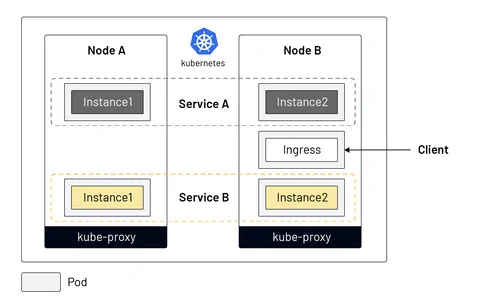 Node A
kubernetes
Node B
Instance1
Service A
Instance2
Ingress
Client
Instance1
Service B
Instance2
kube-proxy
kube-proxy
Pod